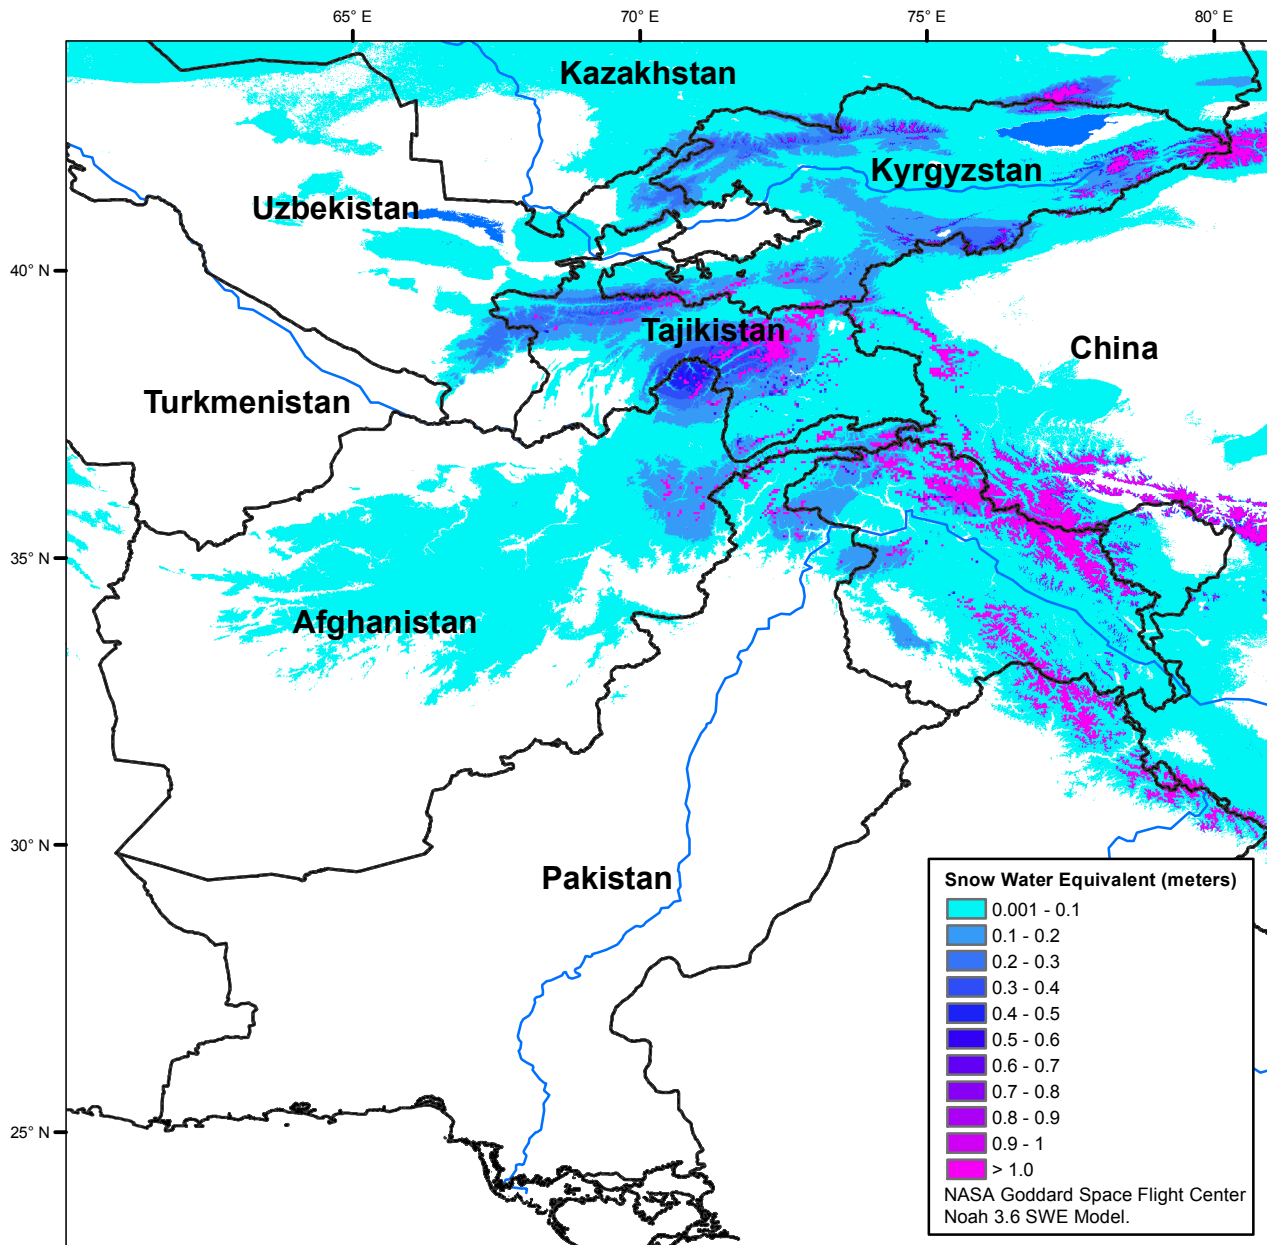 65° E
70° E
75° E
80° E
Kazakhstan
Kyrgyzstan
Uzbekistan
40° N
Tajikistan
China
Turkmenistan
35° N
Afghanistan
30° N
Pakistan
25° N
Snow Water Equivalent (meters)
0.001 - 0.1
0.1 - 0.2
0.2 - 0.3
0.3 - 0.4
0.4 - 0.5
0.5 - 0.6
0.6 - 0.7
0.7 - 0.8
0.8 - 0.9
0.9 - 1
> 1.0
NASA Goddard Space Flight Center
Noah 3.6 SWE Model.